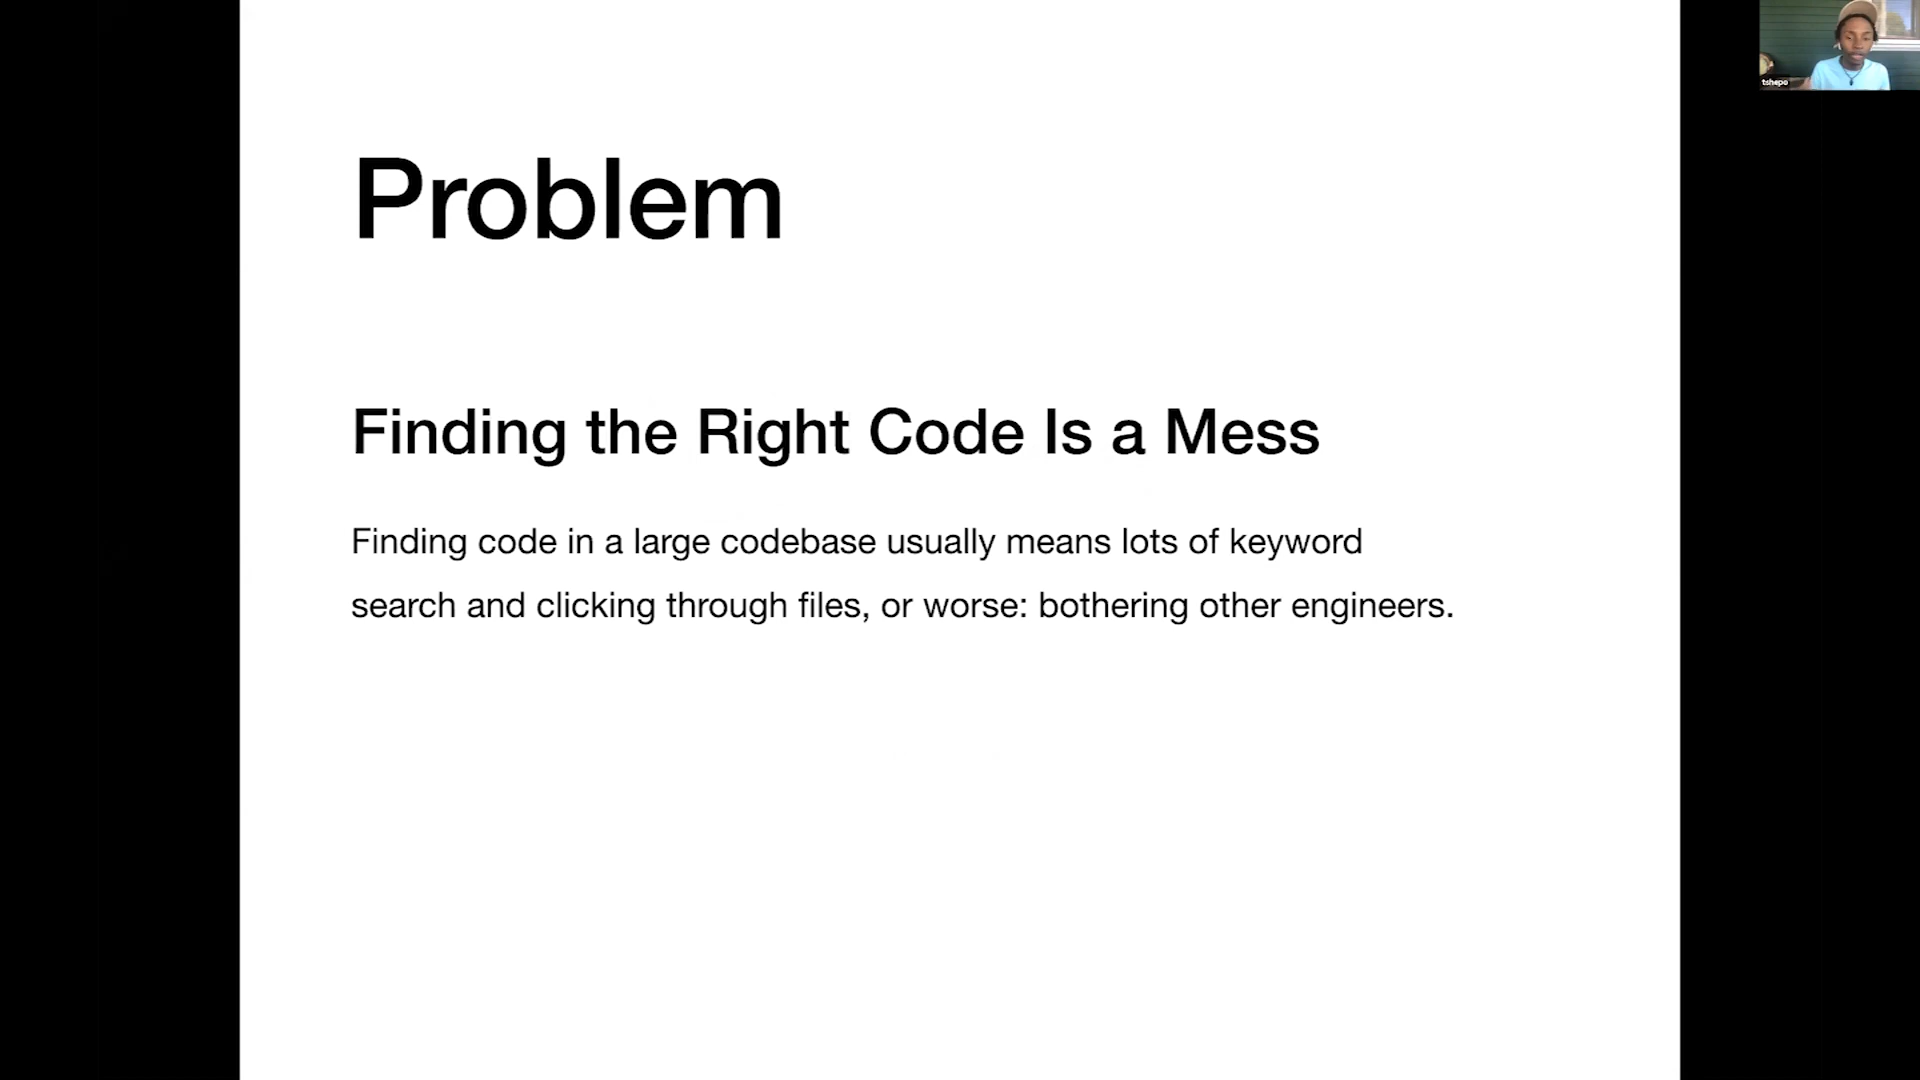 Problem
Finding the Right Code Is a Mess
Finding code in a large codebase usually means lots of keyword
search and clicking through files, or worse: bothering other engineers.
tshepo